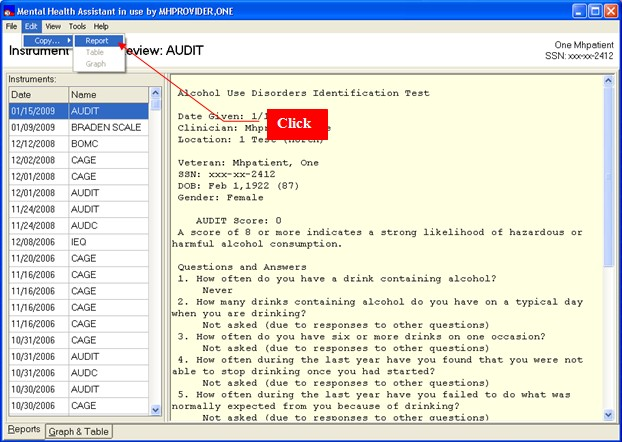 Mental Health Assistant in use by MHPROVIDER,ONE
File Edit View Tools Help
Copy... Report
Table
Graph
Instrument eview: AUDIT
One Mhpatient
SSN: xxx-xx-2412
Instruments:
Date Name
01/15/2009 AUDIT
01/09/2009 BRADEN SCALE
12/12/2008 BOMC
12/02/2008 CAGE
12/01/2008 CAGE
12/01/2008 AUDIT
11/24/2008 AUDIT
11/24/2008 AUDC
12/08/2006 IEQ
11/20/2006 CAGE
11/16/2006 CAGE
11/16/2006 CAGE
11/16/2006 CAGE
11/16/2006 CAGE
10/31/2006 CAGE
10/31/2006 AUDIT
10/31/2006 AUDC
10/30/2006 AUDIT
10/30/2006 CAGE
Alcohol Use Disorders Identification Test
Date Given: 1/1
Clinician: Mhp
Location: 1 Test (North)
Click
Veteran: Mhpatient, One
SSN: xxx-xx-2412
DOB: Feb 1,1922 (87)
Gender: Female
AUDIT Score: 0
A score of 8 or more indicates a strong likelihood of hazardous or
harmful alcohol consumption.
Questions and Answers
1. How often do you have a drink containing alcohol?
Never
2. How many drinks containing alcohol do you have on a typical day
when you are drinking?
Not asked (due to responses to other questions)
3. How often do you have six or more drinks on one occasion?
Not asked (due to responses to other questions)
4. How often during the last year have you found that you were not
able to stop drinking once you had started?
Not asked (due to responses to other questions)
5. How often during the last year have you failed to do what was
normally expected from you because of drinking?
Not asked (due to responses to other questions)
Reports Graph & Table